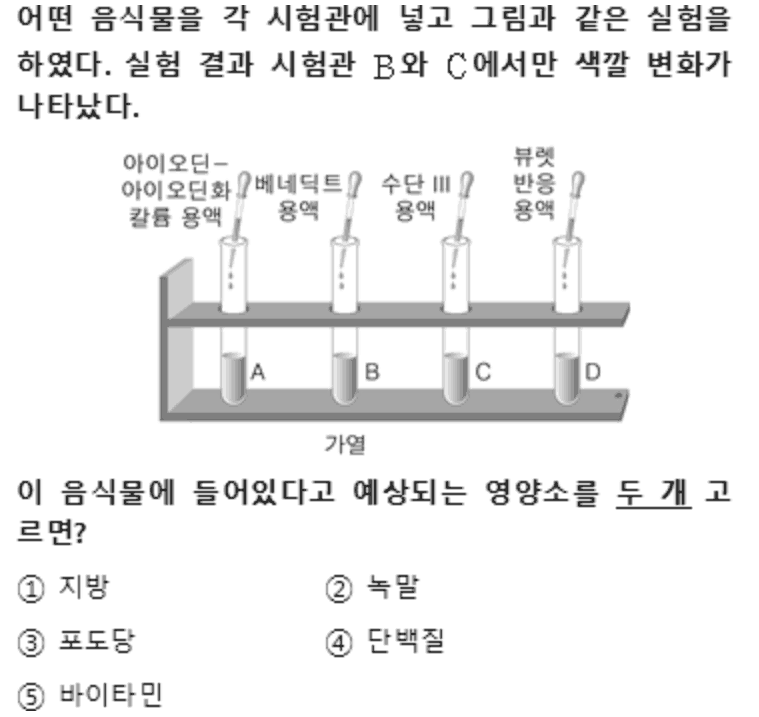 어떤 음식물을 각 시험관에 넣고 그림과 같은 실험을
하였다. 실험 결과 시험관 B와 C에서만 색깔 변화가
나타났다.
아이오딘-
아이오딘화
칼륨 용액
베네딕트
용액
수단 III
용액
뷰렛
반응
용액
A
B
C
D
가열
이 음식물에 들어있다고 예상되는 영양소를 두 개 고
르면?
① 지방 ② 녹말
③ 포도당 ④ 단백질
⑤ 바이타민